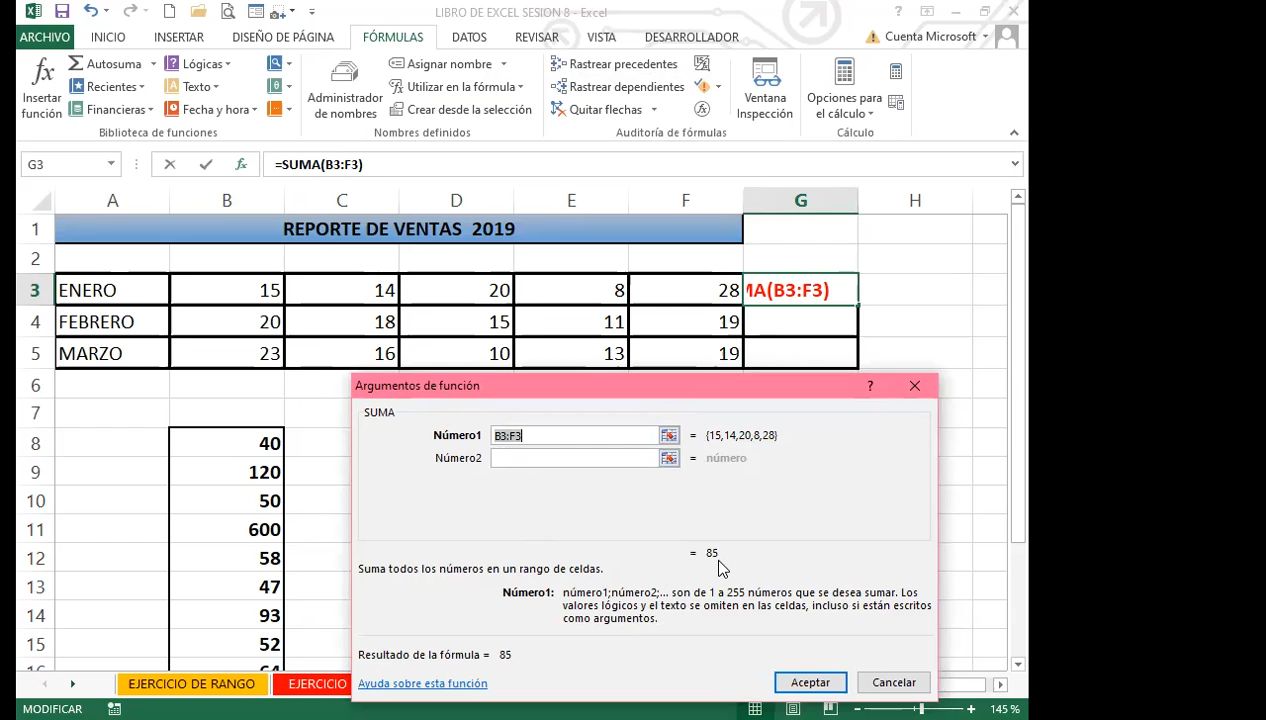 LIBRO DE EXCEL SESION 8 - Excel
ARCHIVO INICIO INSERTAR DISEÑO DE PÁGINA FÓRMULAS DATOS REVISAR VISTA DESARROLLADOR Cuenta Microsoft
Insertar función
Autosuma
Recientes
Financieras
Lógicas
Texto
Fecha y hora
Biblioteca de funciones
Administrador de nombres
Asignar nombre
Utilizar en la fórmula
Crear desde la selección
Nombres definidos
Rastrear precedentes
Rastrear dependientes
Quitar flechas
Auditoría de fórmulas
Ventana Inspección
Opciones para el cálculo
Cálculo
G3 =SUMA(B3:F3)
A B C D E F G H
1 REPORTE DE VENTAS 2019
2
3 ENERO 15 14 20 8 28 MA(B3:F3)
4 FEBRERO 20 18 15 11 19
5 MARZO 23 16 10 13 19
6
7
8 40
9 120
10 50
11 600
12 58
13 47
14 93
15 52
16 64
Argumentos de función ?
SUMA
Número1 B3:F3 = {15,14,20,8,28}
Número2 = número
= 85
Suma todos los números en un rango de celdas.
Número1: número1;número2;... son de 1 a 255 números que se desea sumar. Los
valores lógicos y el texto se omiten en las celdas, incluso si están escritos
como argumentos.
Resultado de la fórmula = 85
Ayuda sobre esta función
Aceptar Cancelar
EJERCICIO DE RANGO EJERCICIO
MODIFICAR 145 %